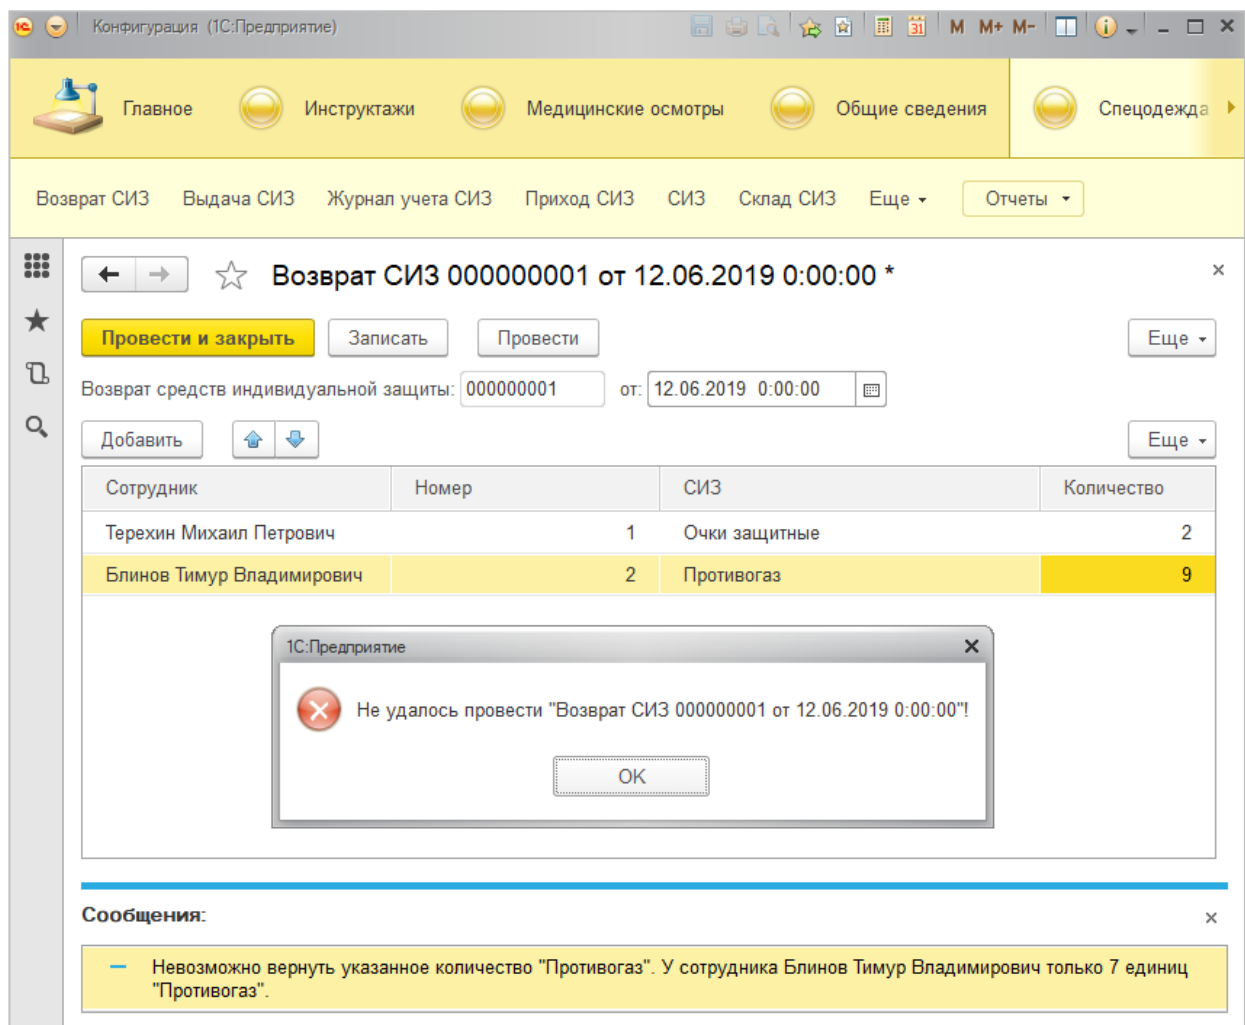 1С Конфигурация (1С:Предприятие) 31 M M+ M-
Главное Инструктажи Медицинские осмотры Общие сведения Спецодежда
Возврат СИЗ Выдача СИЗ Журнал учета СИЗ Приход СИЗ СИЗ Склад СИЗ Еще Отчеты
Возврат СИЗ 000000001 от 12.06.2019 0:00:00 *
Провести и закрыть Записать Провести Еще
Возврат средств индивидуальной защиты: 000000001 от: 12.06.2019 0:00:00
Добавить Еще
Сотрудник Номер СИЗ Количество
Терехин Михаил Петрович 1 Очки защитные 2
Блинов Тимур Владимирович 2 Противогаз 9
1С:Предприятие
Не удалось провести "Возврат СИЗ 000000001 от 12.06.2019 0:00:00"!
OK
Сообщения:
Невозможно вернуть указанное количество "Противогаз". У сотрудника Блинов Тимур Владимирович только 7 единиц
"Противогаз".